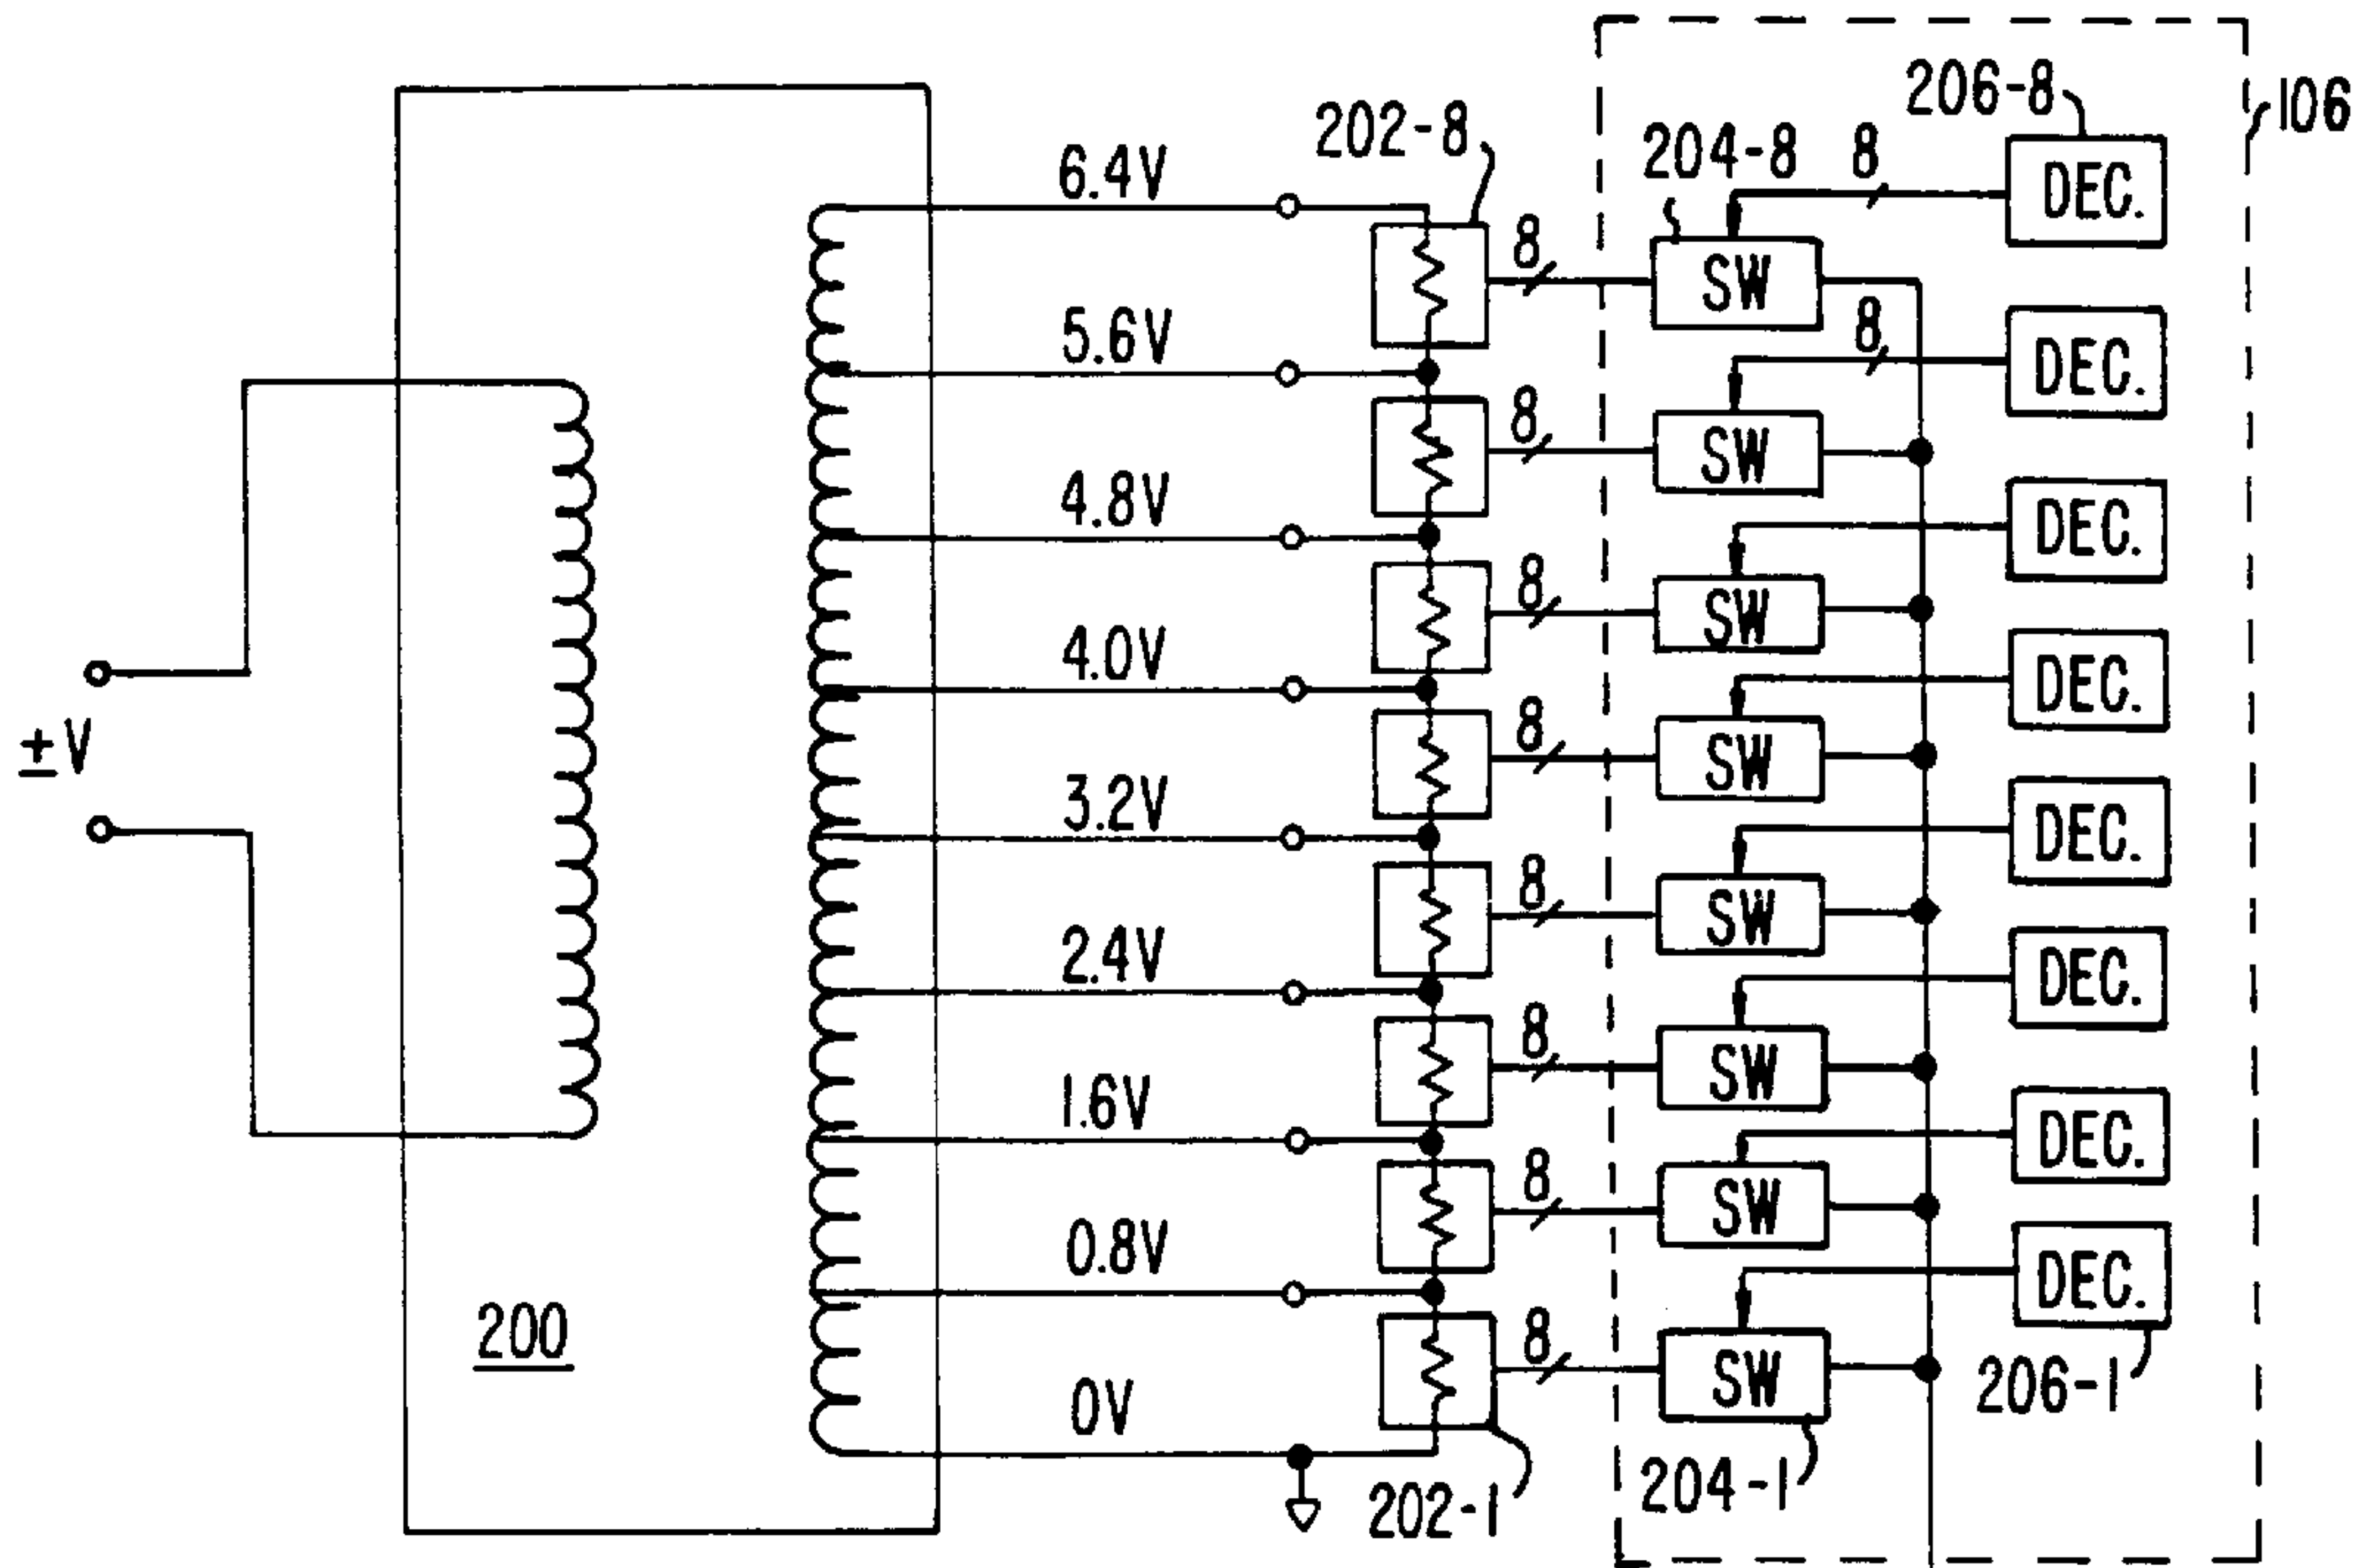 206-8
106
202-8
204-8
8
DEC.
6.4V
8
SW
8
DEC.
5.6V
8
SW
DEC.
4.8V
8
SW
DEC.
4.0V
8
SW
±V
DEC.
3.2V
8
SW
DEC.
2.4V
8
SW
DEC.
1.6V
8
SW
DEC.
0.8V
8
SW
200
0V
206-1
204-1
202-1